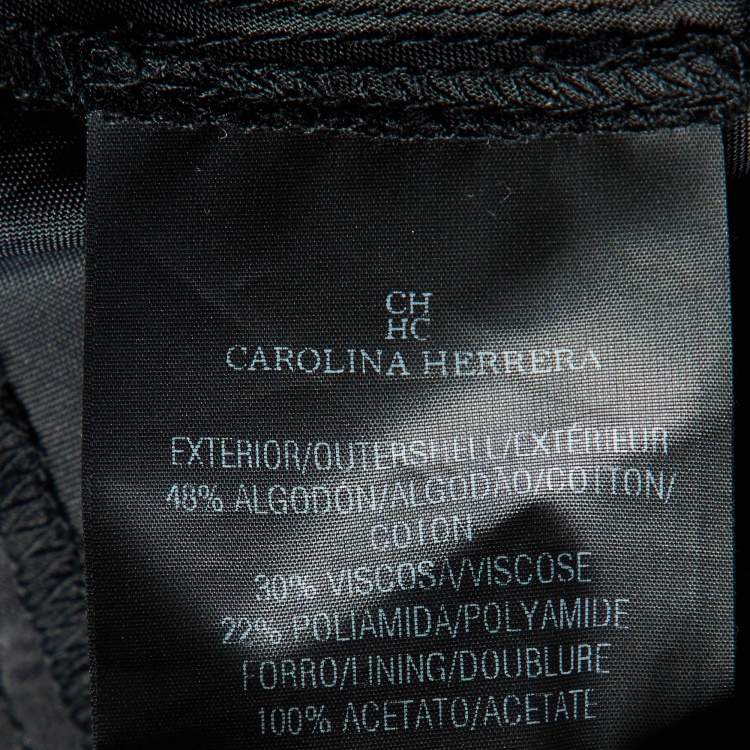 CH
HC
CAROLINA HERRERA
EXTERIOR/OUTERSHELL/EXTÉRIEUR
48% ALGODÓN/ALGODÃO/COTTON/
COTON
30% VISCOSA/VISCOSE
22% POLIAMIDA/POLYAMIDE
FORRO/LINING/DOUBLURE
100% ACETATO/ACETATE